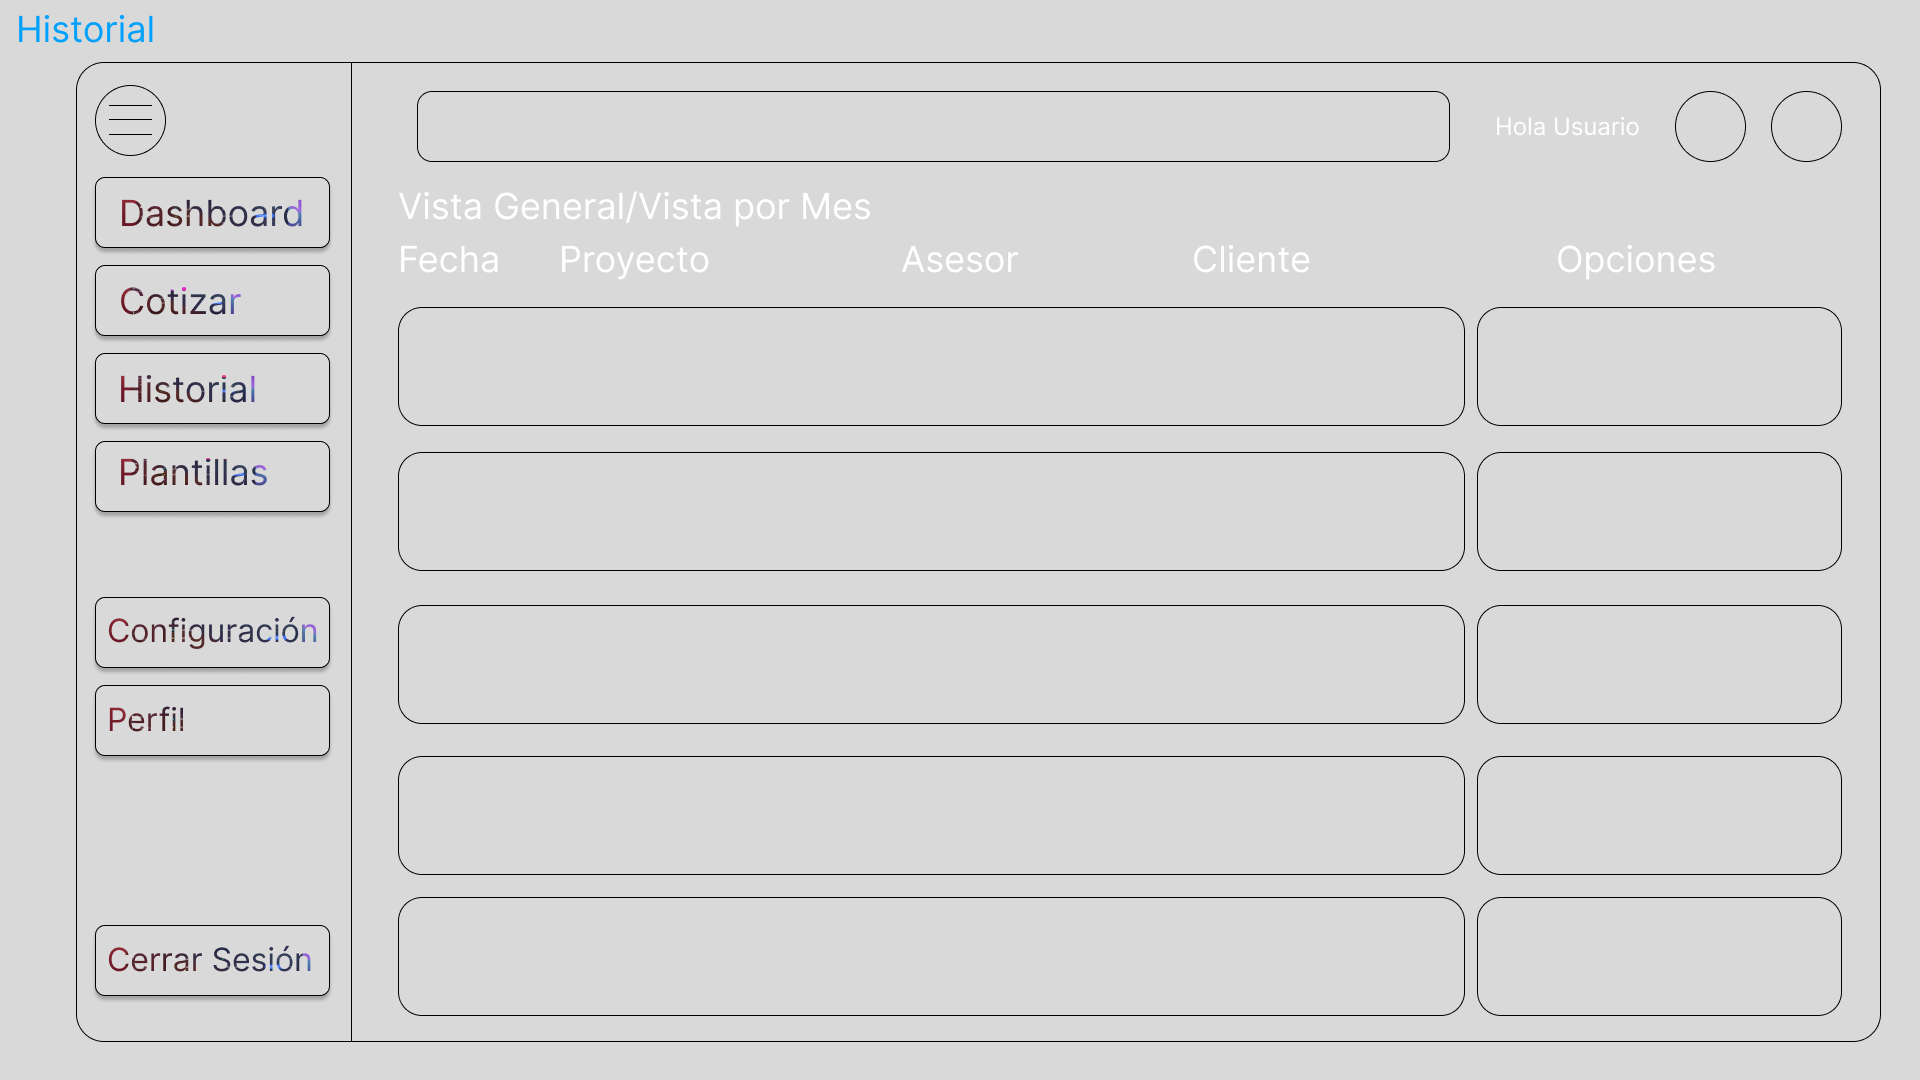 Historial
Hola Usuario
Dashboard
Cotizar
Historial
Plantillas
Configuración
Perfil
Cerrar Sesión
Vista General/Vista por Mes
Fecha Proyecto Asesor Cliente Opciones